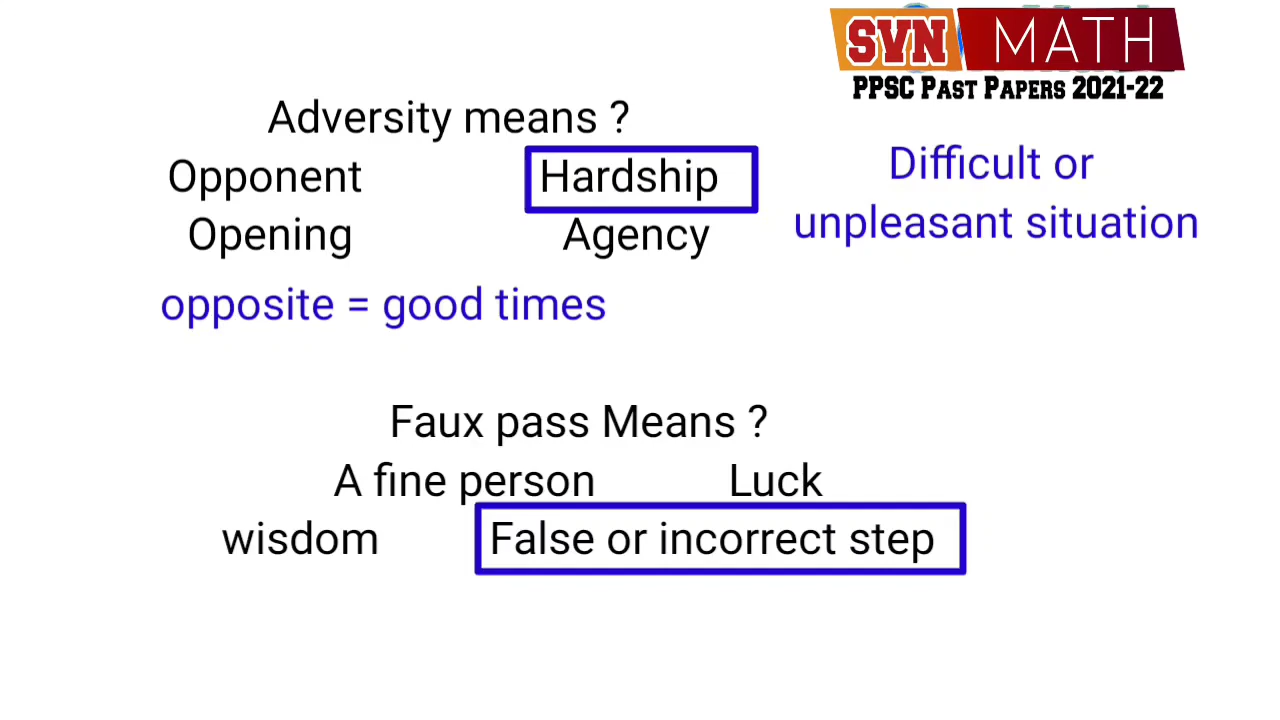 SVN MATH
PPSC PAST PAPERS 2021-22
Adversity means ?
Opponent Hardship
Opening Agency
Difficult or
unpleasant situation
opposite = good times
Faux pass Means ?
A fine person Luck
wisdom False or incorrect step